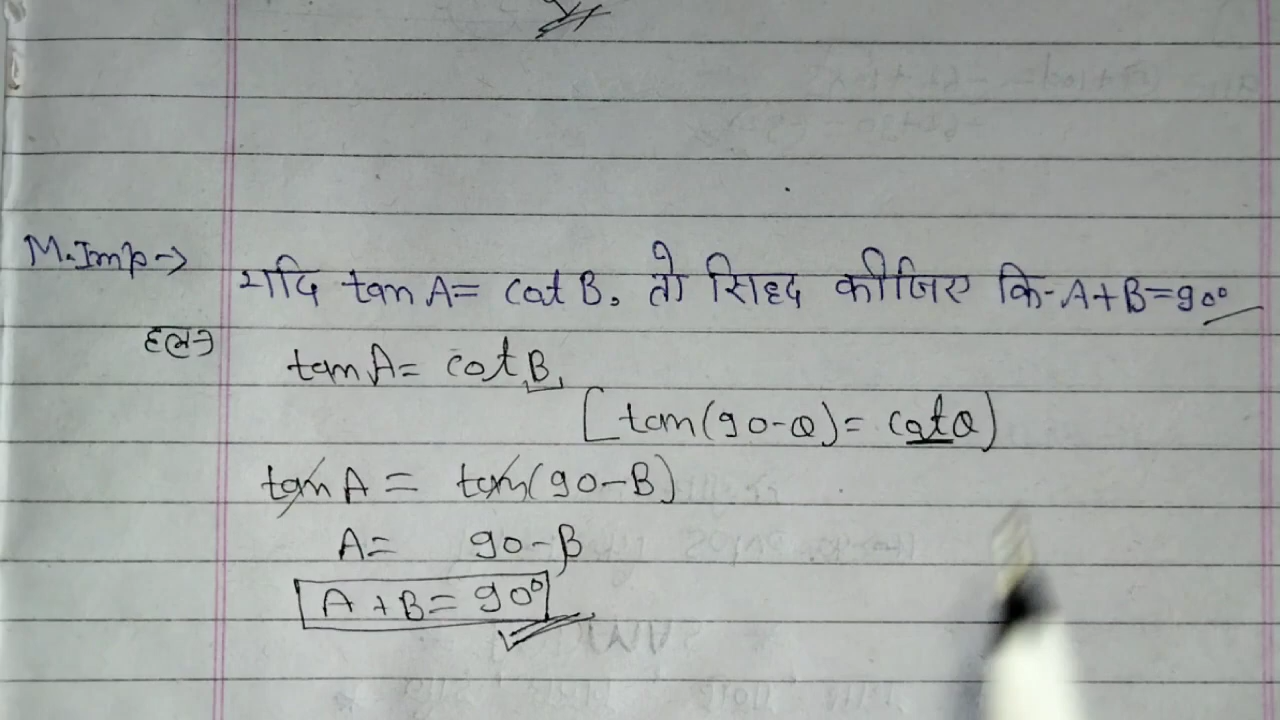 M.Imp→ यदि tan A = cot B, तो सिद्ध कीजिए कि- A+B=90°
हल→ tan A = cot B,
[tan(90-θ)= cotθ)
tan A = tan(90-B)
A= 90-B
A+B=90°